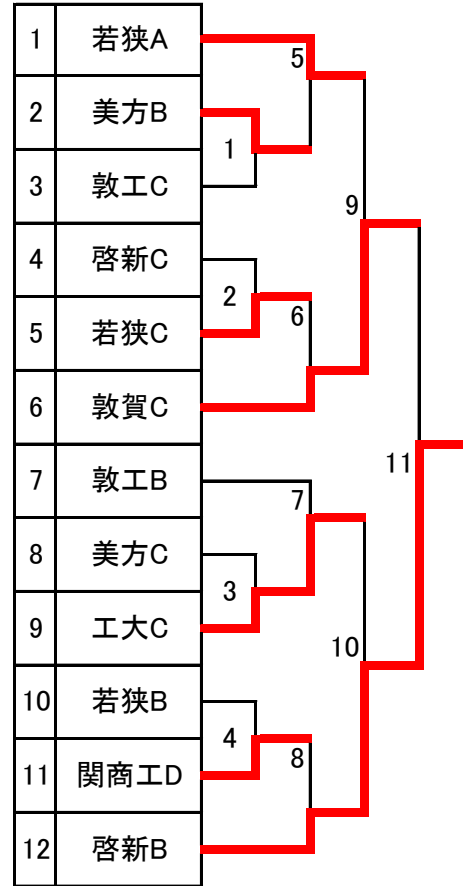 1 若狭A
2 美方B
3 敦工C
4 啓新C
5 若狭C
6 敦賀C
7 敦工B
8 美方C
9 工大C
10 若狭B
11 関商工D
12 啓新B
5
1
9
2
6
11
7
3
10
4
8